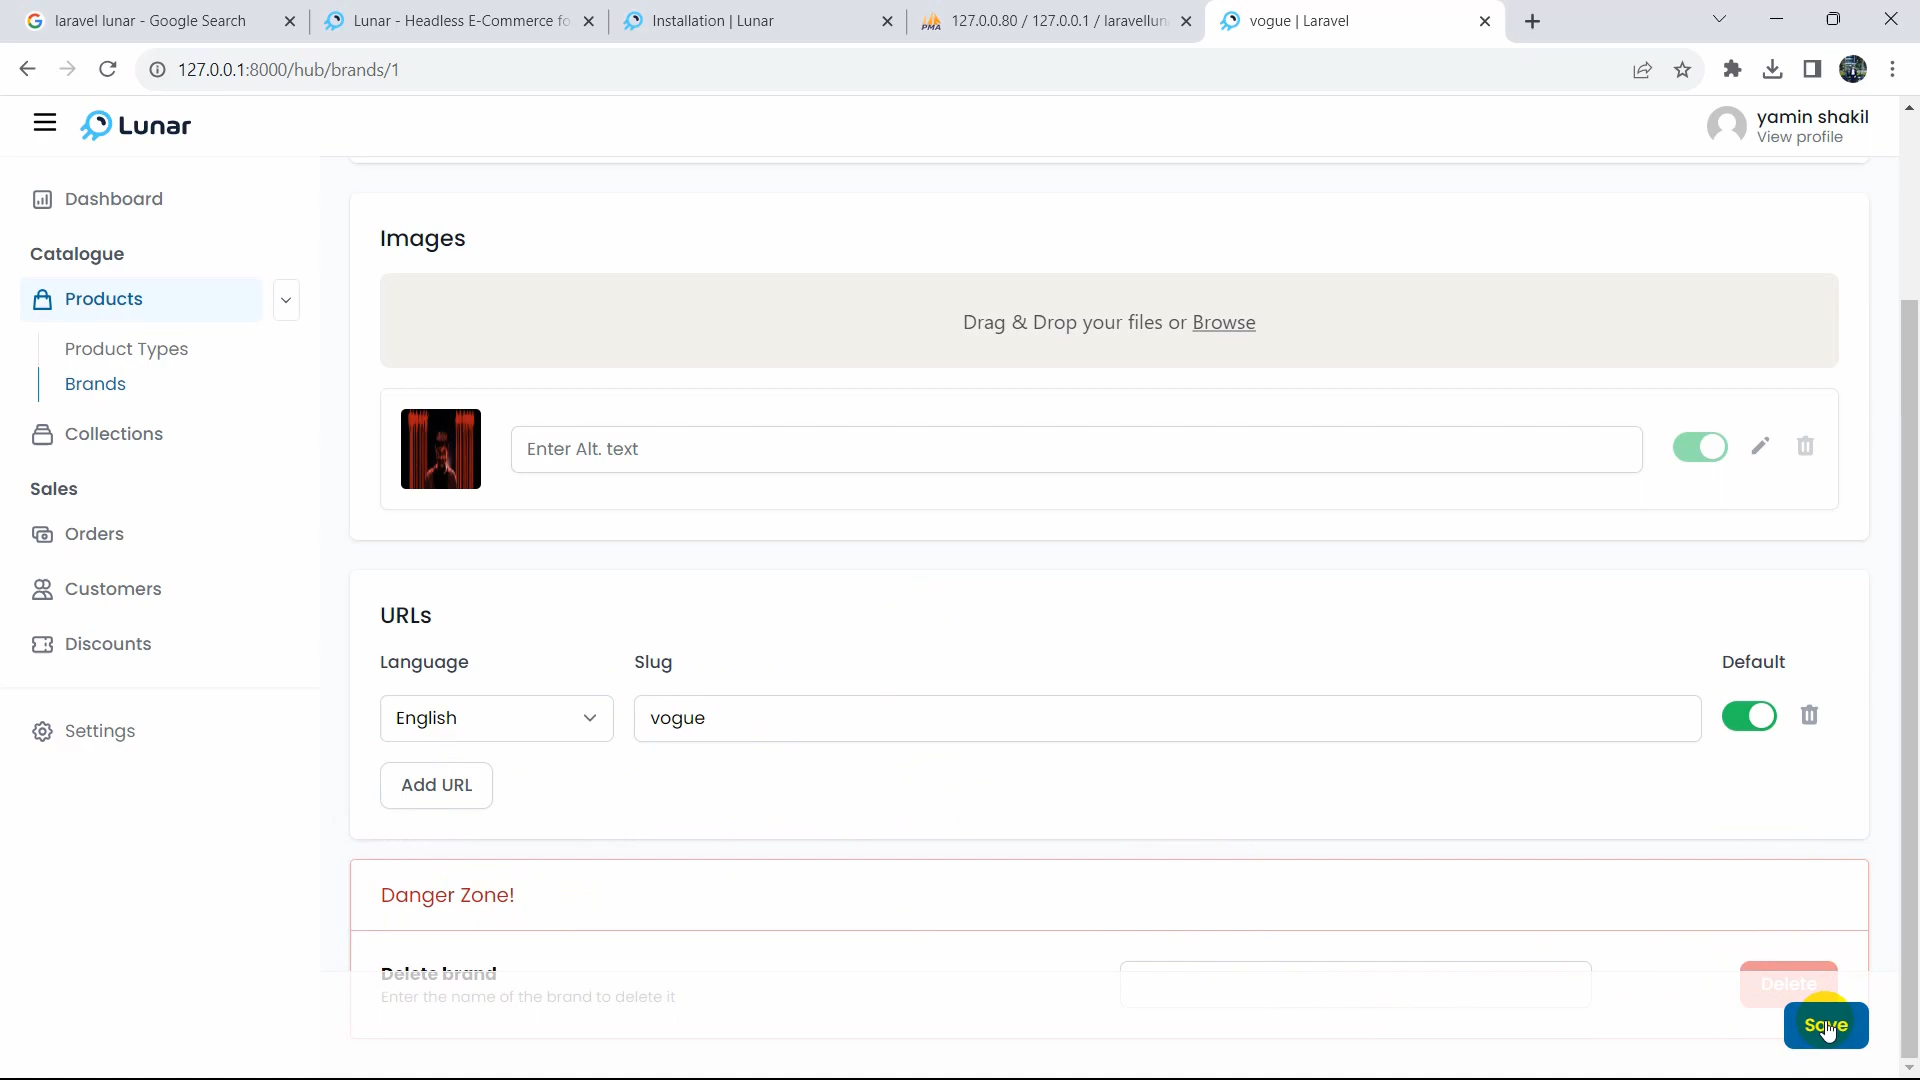 laravel lunar - Google Search
Lunar - Headless E-Commerce fo
Installation | Lunar
PMA
127.0.0.80 / 127.0.0.1 / laravellun
vogue | Laravel
127.0.0.1:8000/hub/brands/1
Lunar
yamin shakil
View profile
Dashboard
Catalogue
Products
Product Types
Brands
Collections
Sales
Orders
Customers
Discounts
Settings
Images
Drag & Drop your files or Browse
Enter Alt. text
URLs
Language
Slug
Default
English
vogue
Add URL
Danger Zone!
Delete brand
Enter the name of the brand to delete it
Delete
Save